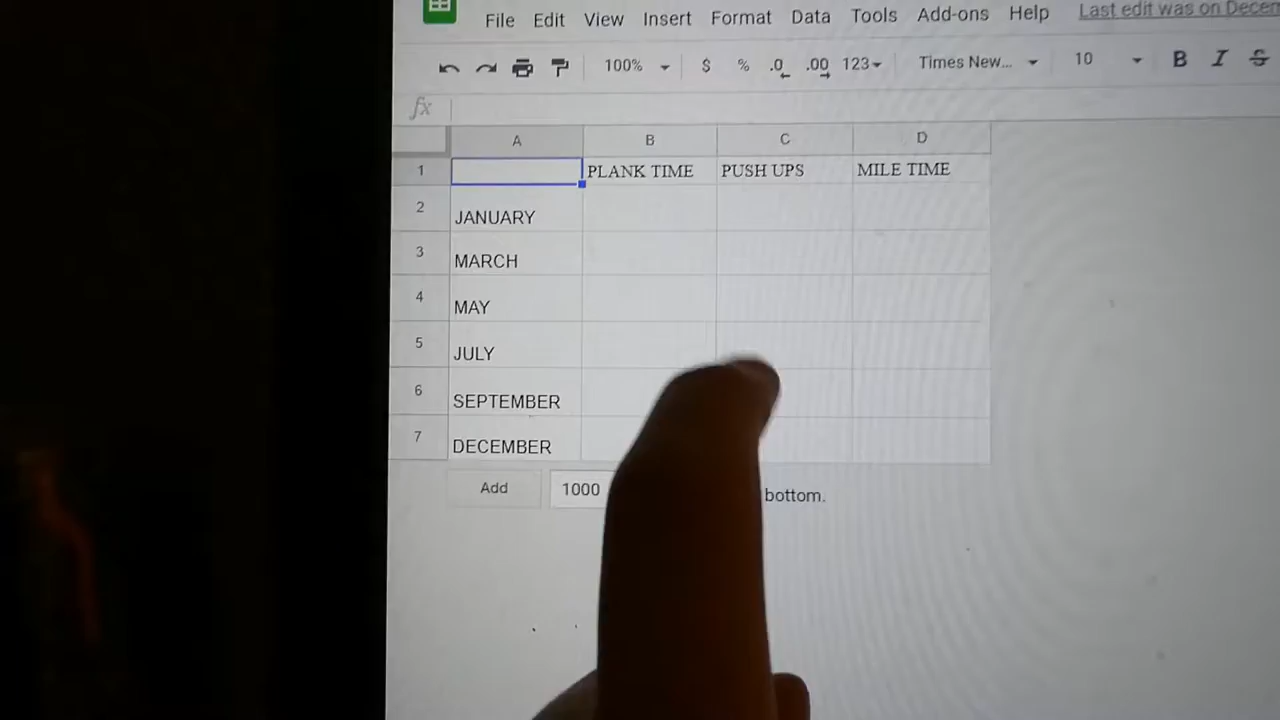 File Edit View Insert Format Data Tools Add-ons Help Last edit was on Decem
100% $ % .0 .00 123 Times New... 10 B I S
fx
A B C D
1 PLANK TIME PUSH UPS MILE TIME
2 JANUARY
3 MARCH
4 MAY
5 JULY
6 SEPTEMBER
7 DECEMBER
Add 1000 bottom.